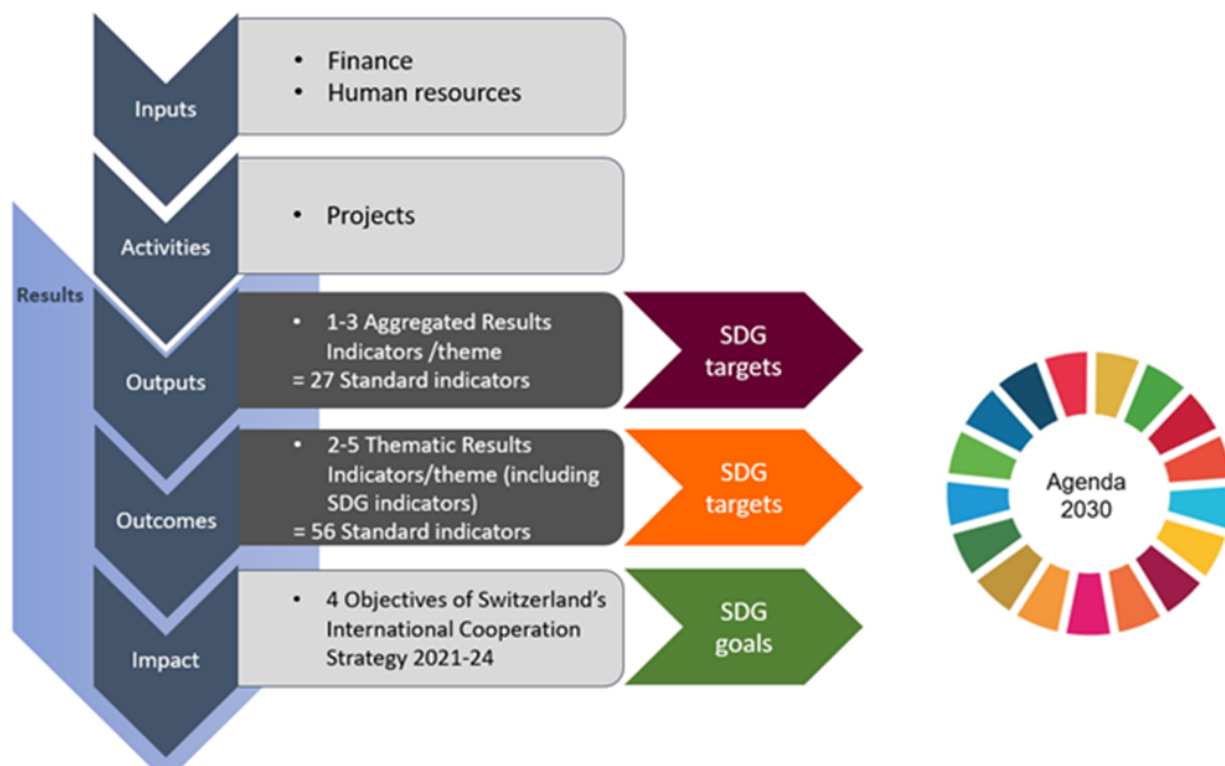 Inputs
• Finance
• Human resources
Activities
• Projects
Results
Outputs
• 1-3 Aggregated Results
Indicators /theme
= 27 Standard indicators
SDG
targets
Outcomes
• 2-5 Thematic Results
Indicators/theme (including
SDG indicators)
= 56 Standard indicators
SDG
targets
Impact
• 4 Objectives of Switzerland's
International Cooperation
Strategy 2021-24
SDG
goals
Agenda
2030